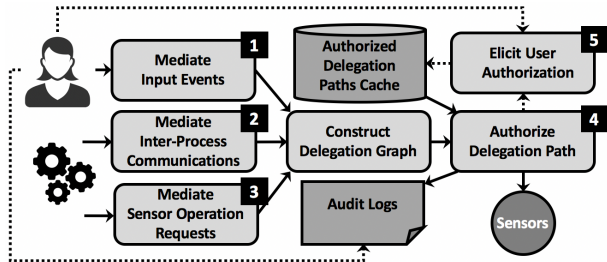 1
Mediate
Input Events
2
Mediate
Inter-Process
Communications
3
Mediate
Sensor Operation
Requests
Authorized
Delegation
Paths Cache
Construct
Delegation Graph
Audit Logs
5
Elicit User
Authorization
4
Authorize
Delegation Path
Sensors